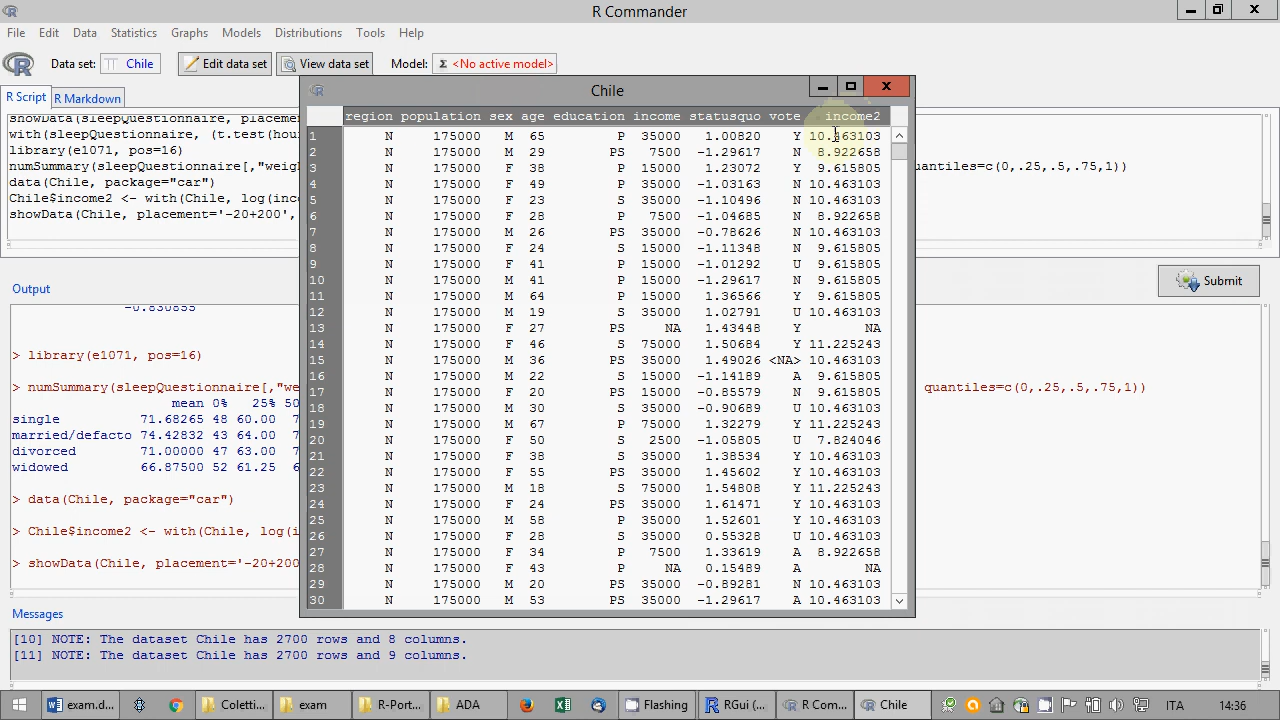 R Commander
File Edit Data Statistics Graphs Models Distributions Tools Help
Data set: Chile Edit data set View data set Model: Σ <No active model>
R Script R Markdown
showData(sleepQuestionnaire, placeme
with(sleepQuestionnaire, (t.test(hou
library(e1071, pos=16)
numSummary(sleepQuestionnaire[,"weig uantiles=c(0,.25,.5,.75,1))
data(Chile, package="car")
Chile$income2 <- with(Chile, log(inc
showData(Chile, placement='-20+200',
Output
Submit
-0.830855
> library(e1071, pos=16)
> numSummary(sleepQuestionnaire[,"we quantiles=c(0,.25,.5,.75,1))
mean 0% 25% 50
single 71.68265 48 60.00 7
married/defacto 74.42832 43 64.00 7
divorced 71.00000 47 63.00 7
widowed 66.87500 52 61.25 6
> data(Chile, package="car")
> Chile$income2 <- with(Chile, log(i
> showData(Chile, placement='-20+200
Messages
[10] NOTE: The dataset Chile has 2700 rows and 8 columns.
[11] NOTE: The dataset Chile has 2700 rows and 9 columns.
Chile
region population sex age education income statusquo vote income2
1 N 175000 M 65 P 35000 1.00820 Y 10.463103
2 N 175000 M 29 PS 7500 -1.29617 N 8.922658
3 N 175000 F 38 P 15000 1.23072 Y 9.615805
4 N 175000 F 49 P 35000 -1.03163 N 10.463103
5 N 175000 F 23 S 35000 -1.10496 N 10.463103
6 N 175000 F 28 P 7500 -1.04685 N 8.922658
7 N 175000 M 26 PS 35000 -0.78626 N 10.463103
8 N 175000 F 24 S 15000 -1.11348 N 9.615805
9 N 175000 F 41 P 15000 -1.01292 U 9.615805
10 N 175000 M 41 P 15000 -1.29617 N 9.615805
11 N 175000 M 64 P 15000 1.36566 Y 9.615805
12 N 175000 M 19 S 35000 1.02791 U 10.463103
13 N 175000 F 27 PS NA 1.43448 Y NA
14 N 175000 F 46 S 75000 1.50684 Y 11.225243
15 N 175000 M 36 PS 35000 1.49026 <NA> 10.463103
16 N 175000 M 22 S 15000 -1.14189 A 9.615805
17 N 175000 F 20 PS 15000 -0.85579 N 9.615805
18 N 175000 M 30 S 35000 -0.90689 U 10.463103
19 N 175000 M 67 P 75000 1.32279 Y 11.225243
20 N 175000 F 50 S 2500 -1.05805 U 7.824046
21 N 175000 F 38 S 35000 1.38534 Y 10.463103
22 N 175000 F 55 PS 35000 1.45602 Y 10.463103
23 N 175000 M 18 S 75000 1.54808 Y 11.225243
24 N 175000 F 24 PS 35000 1.61471 Y 10.463103
25 N 175000 M 58 P 35000 1.52601 Y 10.463103
26 N 175000 F 28 S 35000 0.55328 U 10.463103
27 N 175000 F 34 P 7500 1.33619 A 8.922658
28 N 175000 F 43 P NA 0.15489 A NA
29 N 175000 M 20 PS 35000 -0.89281 N 10.463103
30 N 175000 M 53 PS 35000 -1.29617 A 10.463103
exam.d... Coletti... exam R-Port... ADA Flashing RGui (... R Com... Chile ITA 14:36